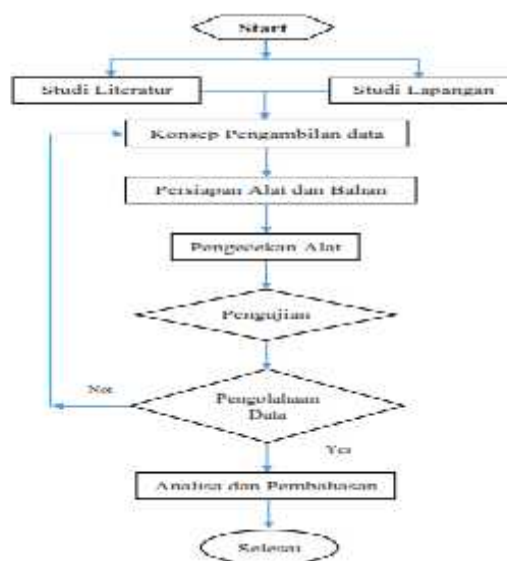 Start
Studi Literatur
Studi Lapangan
Konsep Pengambilan data
Persiapan Alat dan Bahan
Pengecekan Alat
Pengujian
Not
Pengolahaan
Data
Yes
Analisa dan Pembahasan
Selesai